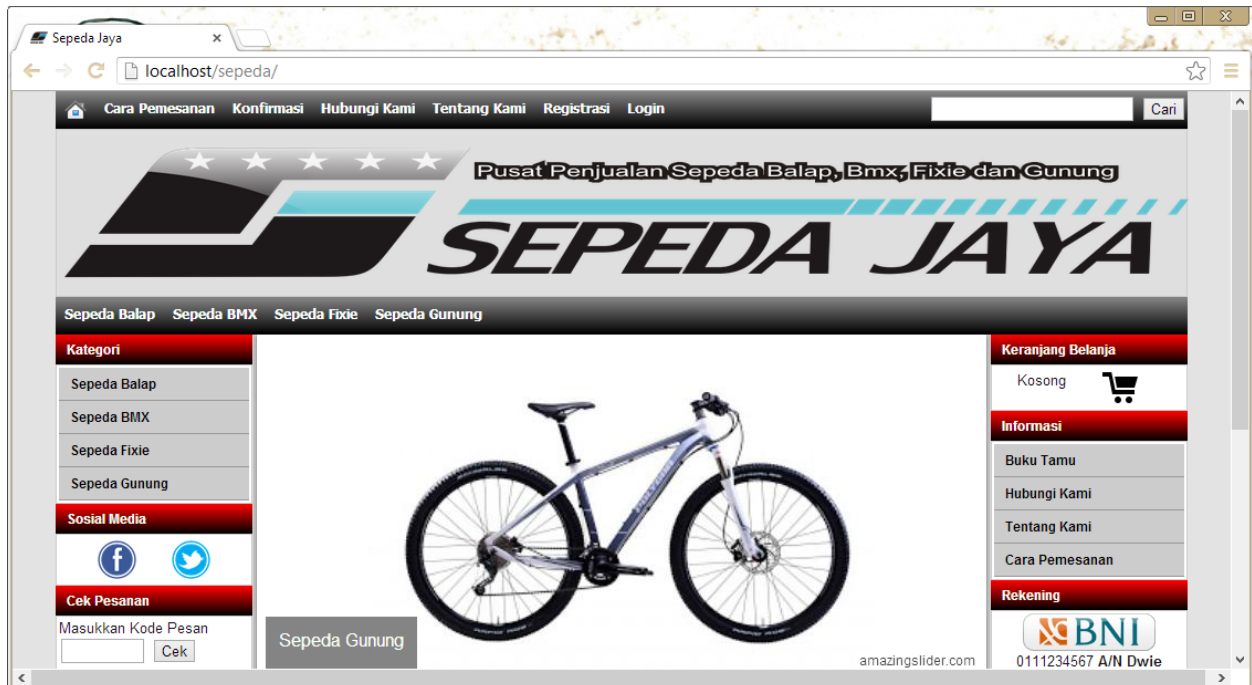 Sepeda Jaya
localhost/sepeda/
Cara Pemesanan Konfirmasi Hubungi Kami Tentang Kami Registrasi Login
Cari
Pusat Penjualan Sepeda Balap, Bmx, Fixie dan Gunung
SEPEDA JAYA
Sepeda Balap Sepeda BMX Sepeda Fixie Sepeda Gunung
Kategori
Sepeda Balap
Sepeda BMX
Sepeda Fixie
Sepeda Gunung
Sosial Media
Cek Pesanan
Masukkan Kode Pesan
Cek
POLYGON
Sepeda Gunung
amazingslider.com
Keranjang Belanja
Kosong
Informasi
Buku Tamu
Hubungi Kami
Tentang Kami
Cara Pemesanan
Rekening
BNI
0111234567 A/N Dwie